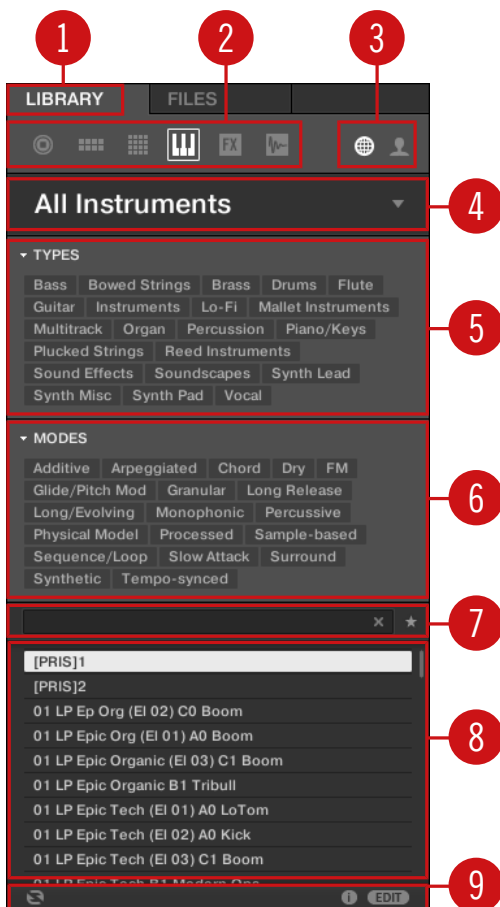 1 2 3
LIBRARY FILES
FX
All Instruments
4
TYPES
Bass Bowed Strings Brass Drums Flute
Guitar Instruments Lo-Fi Mallet Instruments
Multitrack Organ Percussion Piano/Keys
5
Plucked Strings Reed Instruments
Sound Effects Soundscapes Synth Lead
Synth Misc Synth Pad Vocal
MODES
Additive Arpeggiated Chord Dry FM
Glide/Pitch Mod Granular Long Release
6
Long/Evolving Monophonic Percussive
Physical Model Processed Sample-based
Sequence/Loop Slow Attack Surround
Synthetic Tempo-synced
7
[PRIS]1
[PRIS]2
01 LP Ep Org (El 02) C0 Boom
01 LP Epic Org (El 01) A0 Boom
8
01 LP Epic Organic (El 03) C1 Boom
01 LP Epic Organic B1 Tribull
01 LP Epic Tech (El 01) A0 LoTom
01 LP Epic Tech (El 02) A0 Kick
01 LP Epic Tech (El 03) C1 Boom
01 LP Epic Tech B1 Modern Ops
i EDIT
9